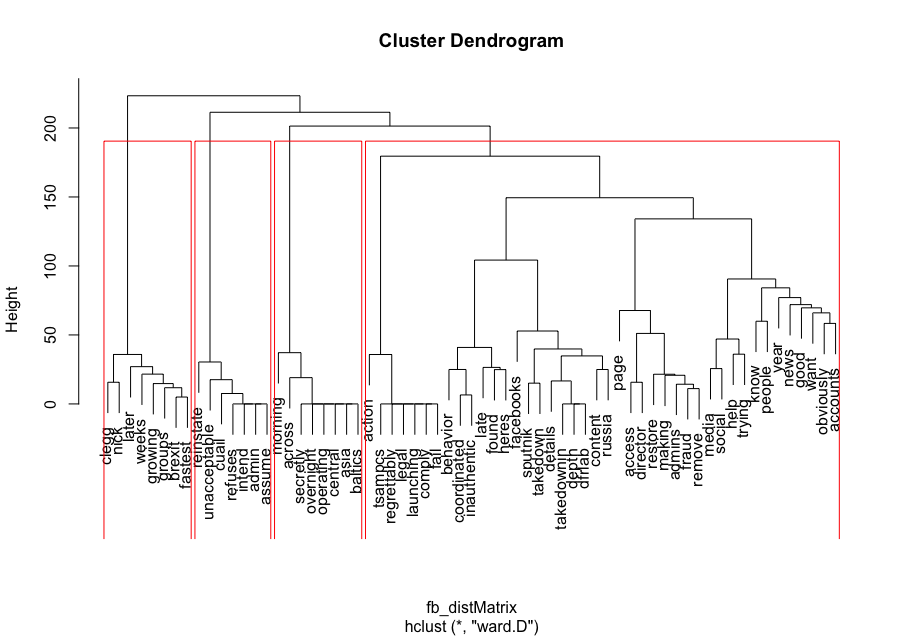 Cluster Dendrogram
Height
200
150
100
50
0
clegg
nick
later
weeks
growing
groups
brexit
fastest
reinstate
unacceptable
cuail
refuses
intend
admin
assume
morning
across
secretly
overnight
operating
central
asia
baltics
action
tsampcs
regrettably
legal
launching
comply
fail
behavior
coordinated
inauthentic
late
found
heres
facebooks
sputnik
takedown
details
takedownin
depth
dfrlab
content
russia
page
access
director
restore
making
admins
fraud
remove
media
social
help
trying
know
people
year
news
good
want
obviously
accounts
fb_distMatrix
hclust (*, "ward.D")